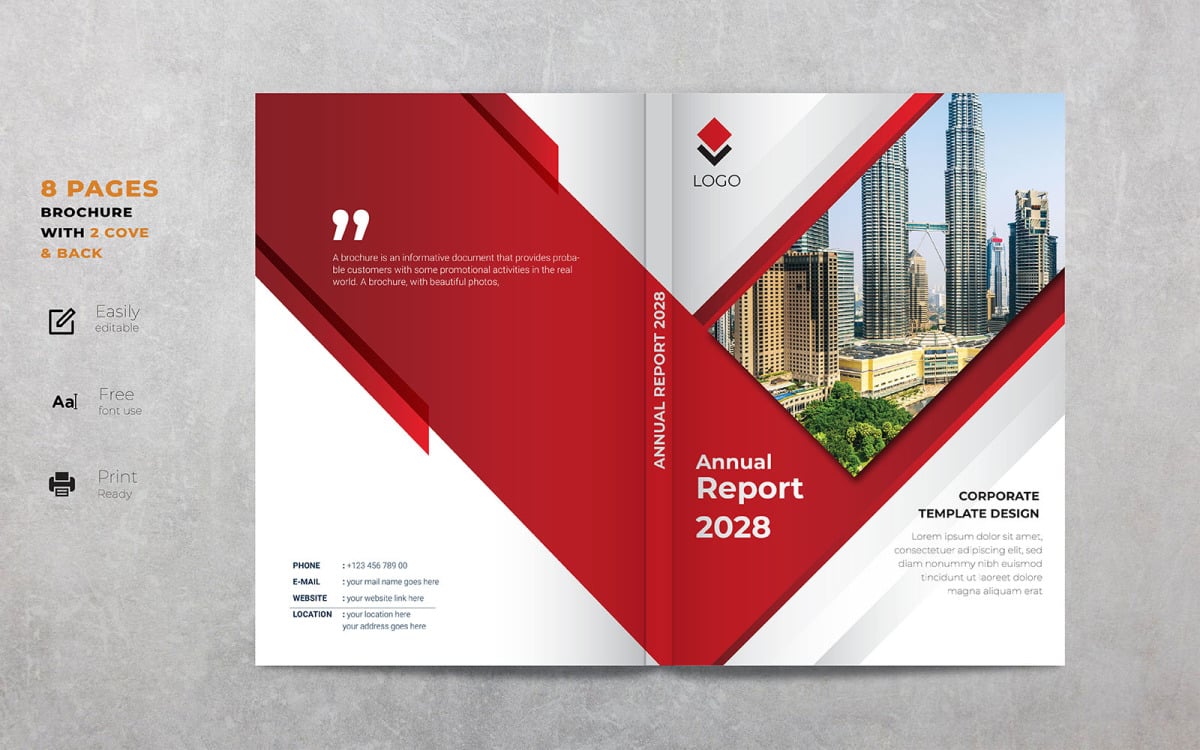 8 PAGES
BROCHURE
WITH 2 COVE
& BACK
Easily
editable
Aa
Free
font use
Print
Ready
A brochure is an informative document that provides proba-
ble customers with some promotional activities in the real
world. A brochure, with beautiful photos,
PHONE : +123 456 789 00
E-MAIL : your mail name goes here
WEBSITE : your website link here
LOCATION : your location here
your address goes here
ANNUAL REPORT 2028
LOGO
Annual
Report
2028
CORPORATE
TEMPLATE DESIGN
Lorem ipsum dolor sit amet,
consectetuer adipiscing elit, sed
diam nonummy nibh euismod
tincidunt ut laoreet dolore
magna aliquam erat